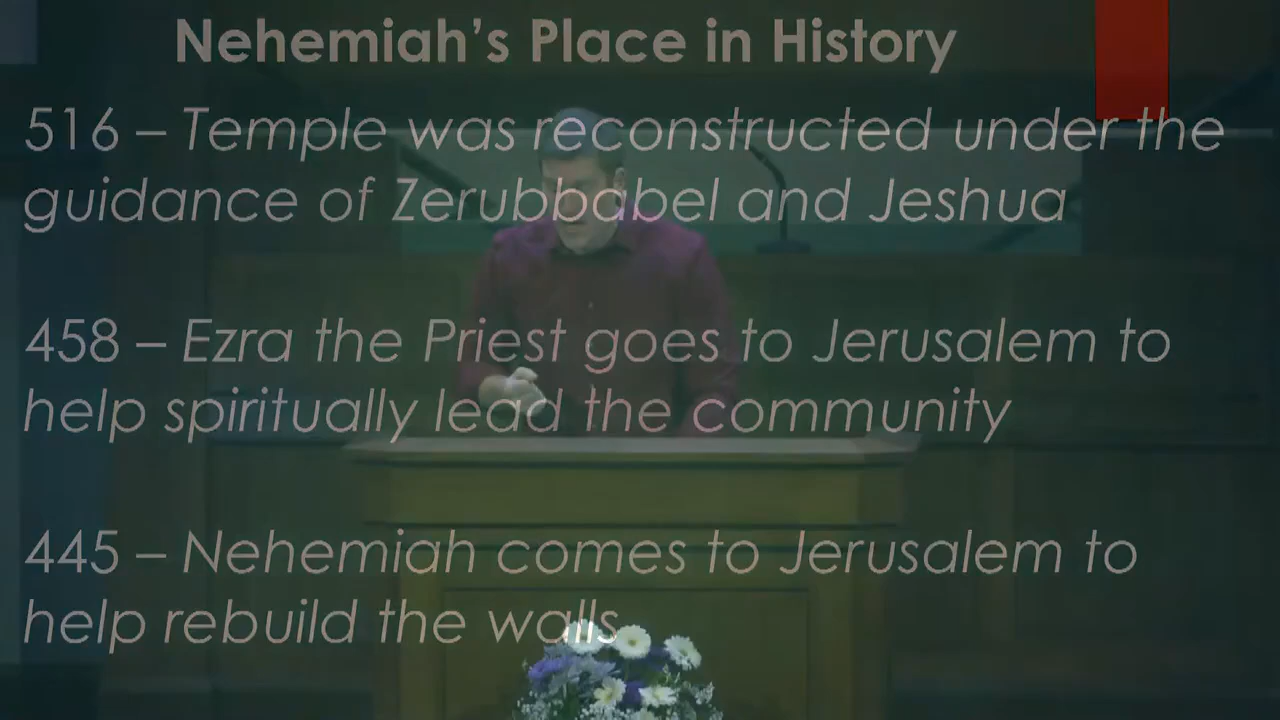 Nehemiah’s Place in History
516 – Temple was reconstructed under the
guidance of Zerubbabel and Jeshua
458 – Ezra the Priest goes to Jerusalem to
help spiritually lead the community
445 – Nehemiah comes to Jerusalem to
help rebuild the walls